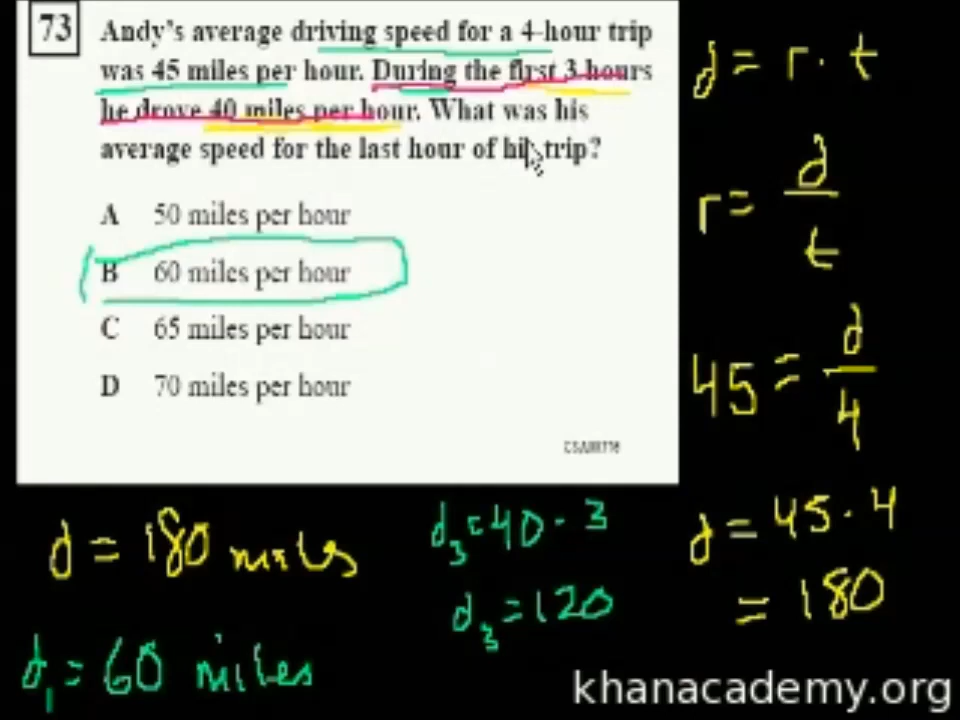 73
Andy's average driving speed for a 4-hour trip
was 45 miles per hour. During the first 3 hours
he drove 40 miles per hour. What was his
average speed for the last hour of his trip?
A 50 miles per hour
B 60 miles per hour
C 65 miles per hour
D 70 miles per hour
d = r · t
r = d/t
45 = d/4
d = 45 · 4
= 180
d = 180 miles
d₃ = 40 · 3
d₃ = 120
d₁ = 60 miles
khanacademy.org